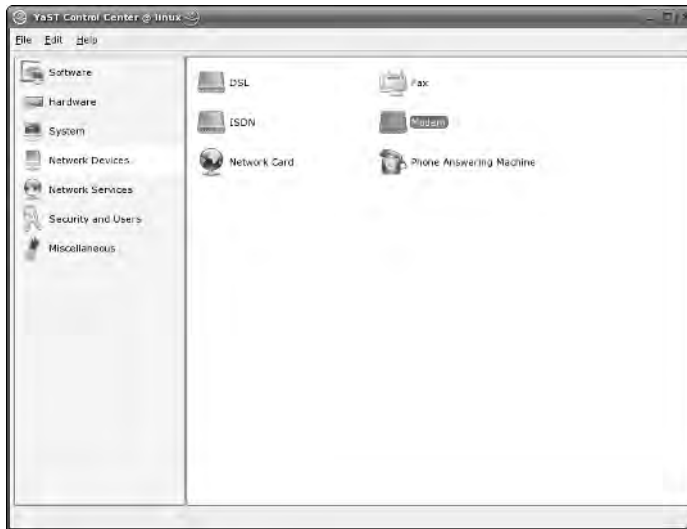 YaST Control Center @ linux
File Edit Help
Software
Hardware
System
Network Devices
Network Services
Security and Users
Miscellaneous
DSL
Fax
ISDN
Modem
Network Card
Phone Answering Machine